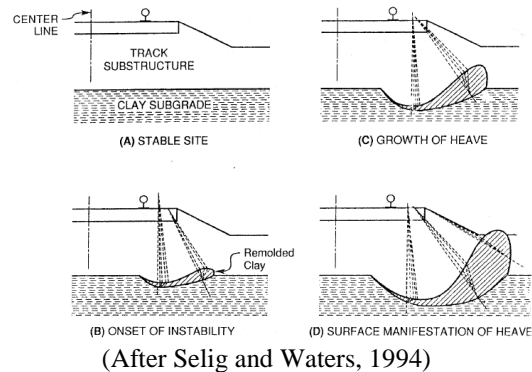 CENTER
LINE
TRACK
SUBSTRUCTURE
CLAY SUBGRADE
(A) STABLE SITE
(C) GROWTH OF HEAVE
Remolded
Clay
(B) ONSET OF INSTABILITY
(D) SURFACE MANIFESTATION OF HEAVE
(After Selig and Waters, 1994)